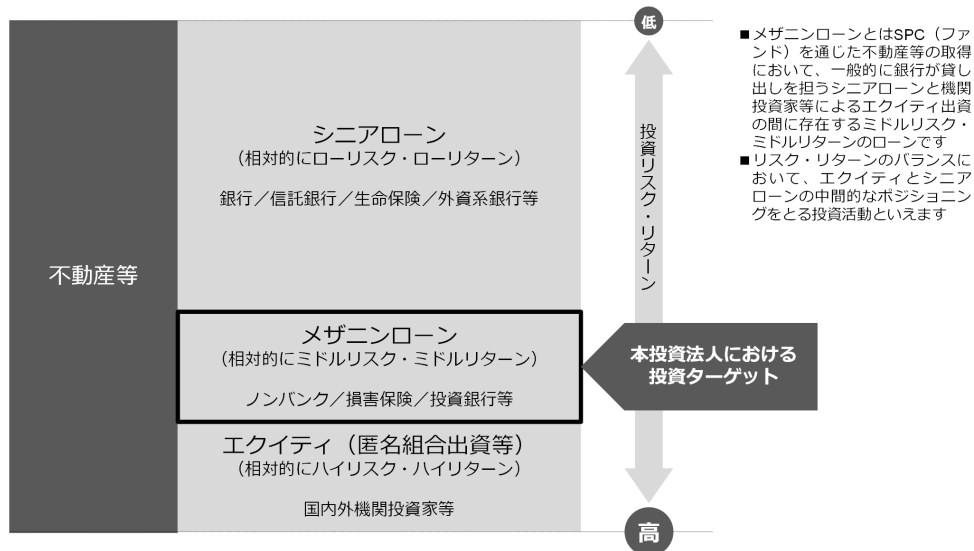 不動産等
シニアローン
（相対的にローリスク・ローリターン）
銀行／信託銀行／生命保険／外資系銀行等
メザニンローン
（相対的にミドルリスク・ミドルリターン）
ノンバンク／損害保険／投資銀行等
エクイティ（匿名組合出資等）
（相対的にハイリスク・ハイリターン）
国内外機関投資家等
低
投資リスク・リターン
高
本投資法人における
投資ターゲット
■メザニンローンとはSPC（ファ
ンド）を通じた不動産等の取得
において、一般的に銀行が貸し
出しを担うシニアローンと機関
投資家等によるエクイティ出資
の間に存在するミドルリスク・
ミドルリターンのローンです
■リスク・リターンのバランスに
おいて、エクイティとシニア
ローンの中間的なポジショニン
グをとる投資活動といえます